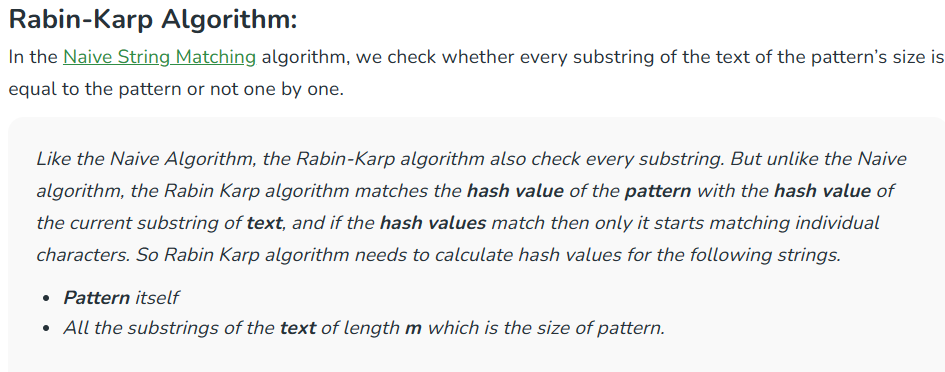 Rabin-Karp Algorithm:
In the Naive String Matching algorithm, we check whether every substring of the text of the pattern’s size is
equal to the pattern or not one by one.
Like the Naive Algorithm, the Rabin-Karp algorithm also check every substring. But unlike the Naive
algorithm, the Rabin Karp algorithm matches the hash value of the pattern with the hash value of
the current substring of text, and if the hash values match then only it starts matching individual
characters. So Rabin Karp algorithm needs to calculate hash values for the following strings.
• Pattern itself
• All the substrings of the text of length m which is the size of pattern.